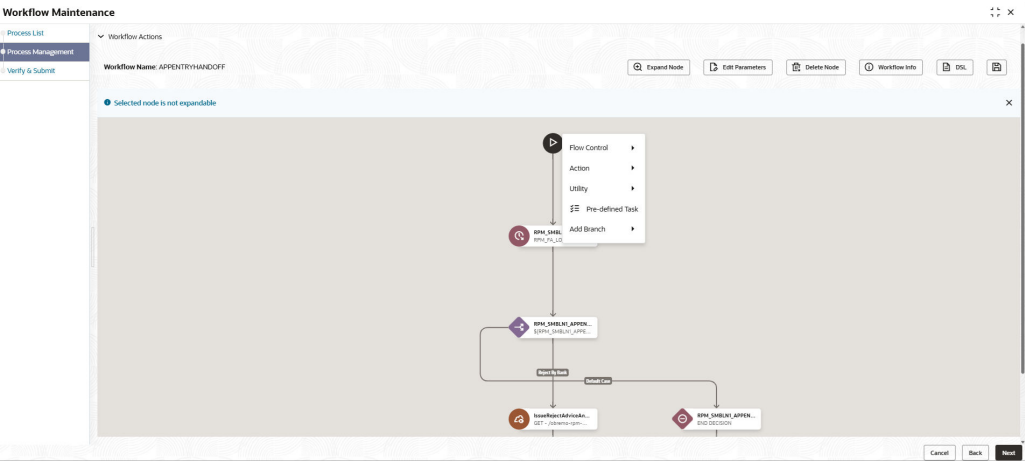 Workflow Maintenance
Process List
Process Management
Verify & Submit
Workflow Actions
Workflow Name: APPENTRYHANDOFF
Expand Node
Edit Parameters
Delete Node
Workflow Info
DSL
Selected node is not expandable
Flow Control
Action
Utility
Pre-defined Task
Add Branch
RPM_SMBL
RPM_FA_LO
RPM_SMBLN1_APPEN...
$(RPM_SMBLN1_APPE...
Reject By Bank
Default Case
IssueRejectAdviceAn...
GET - /obremo-rpm-...
RPM_SMBLN1_APPEN...
END DECISION
Cancel
Back
Next